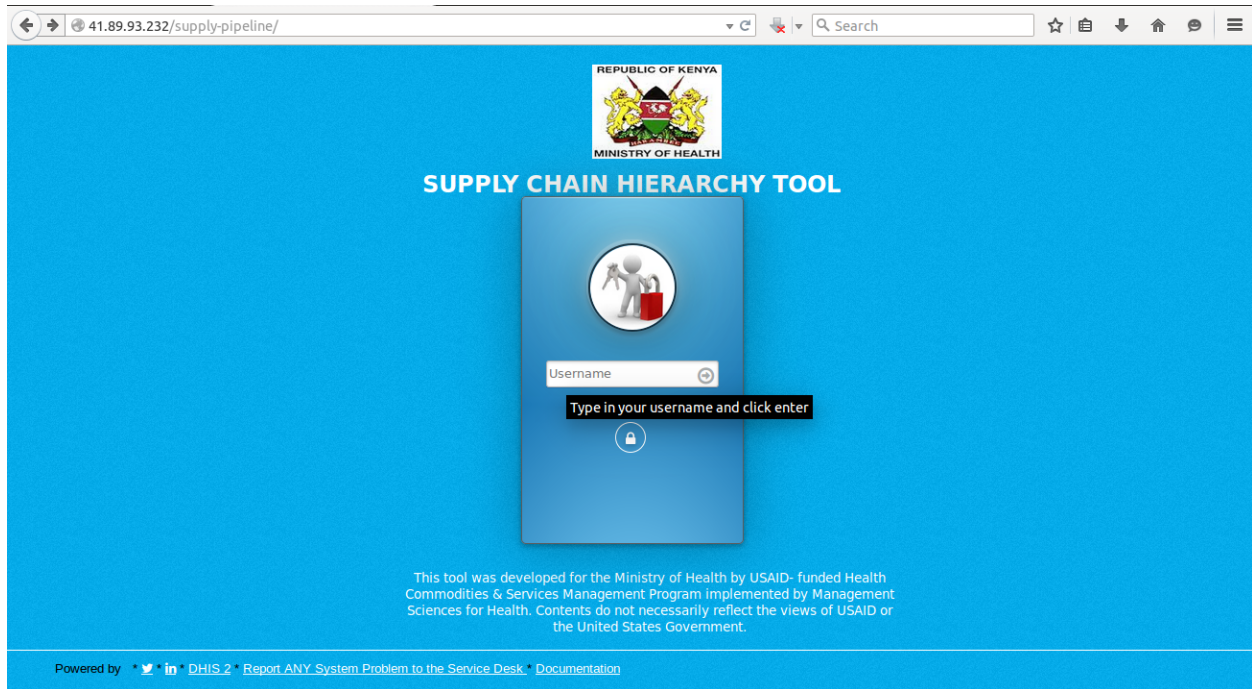 41.89.93.232/supply-pipeline/
Search
REPUBLIC OF KENYA
MINISTRY OF HEALTH
SUPPLY CHAIN HIERARCHY TOOL
Username
Type in your username and click enter
This tool was developed for the Ministry of Health by USAID- funded Health
Commodities & Services Management Program implemented by Management
Sciences for Health. Contents do not necessarily reflect the views of USAID or
the United States Government.
Powered by * * in * DHIS 2 * Report ANY System Problem to the Service Desk * Documentation